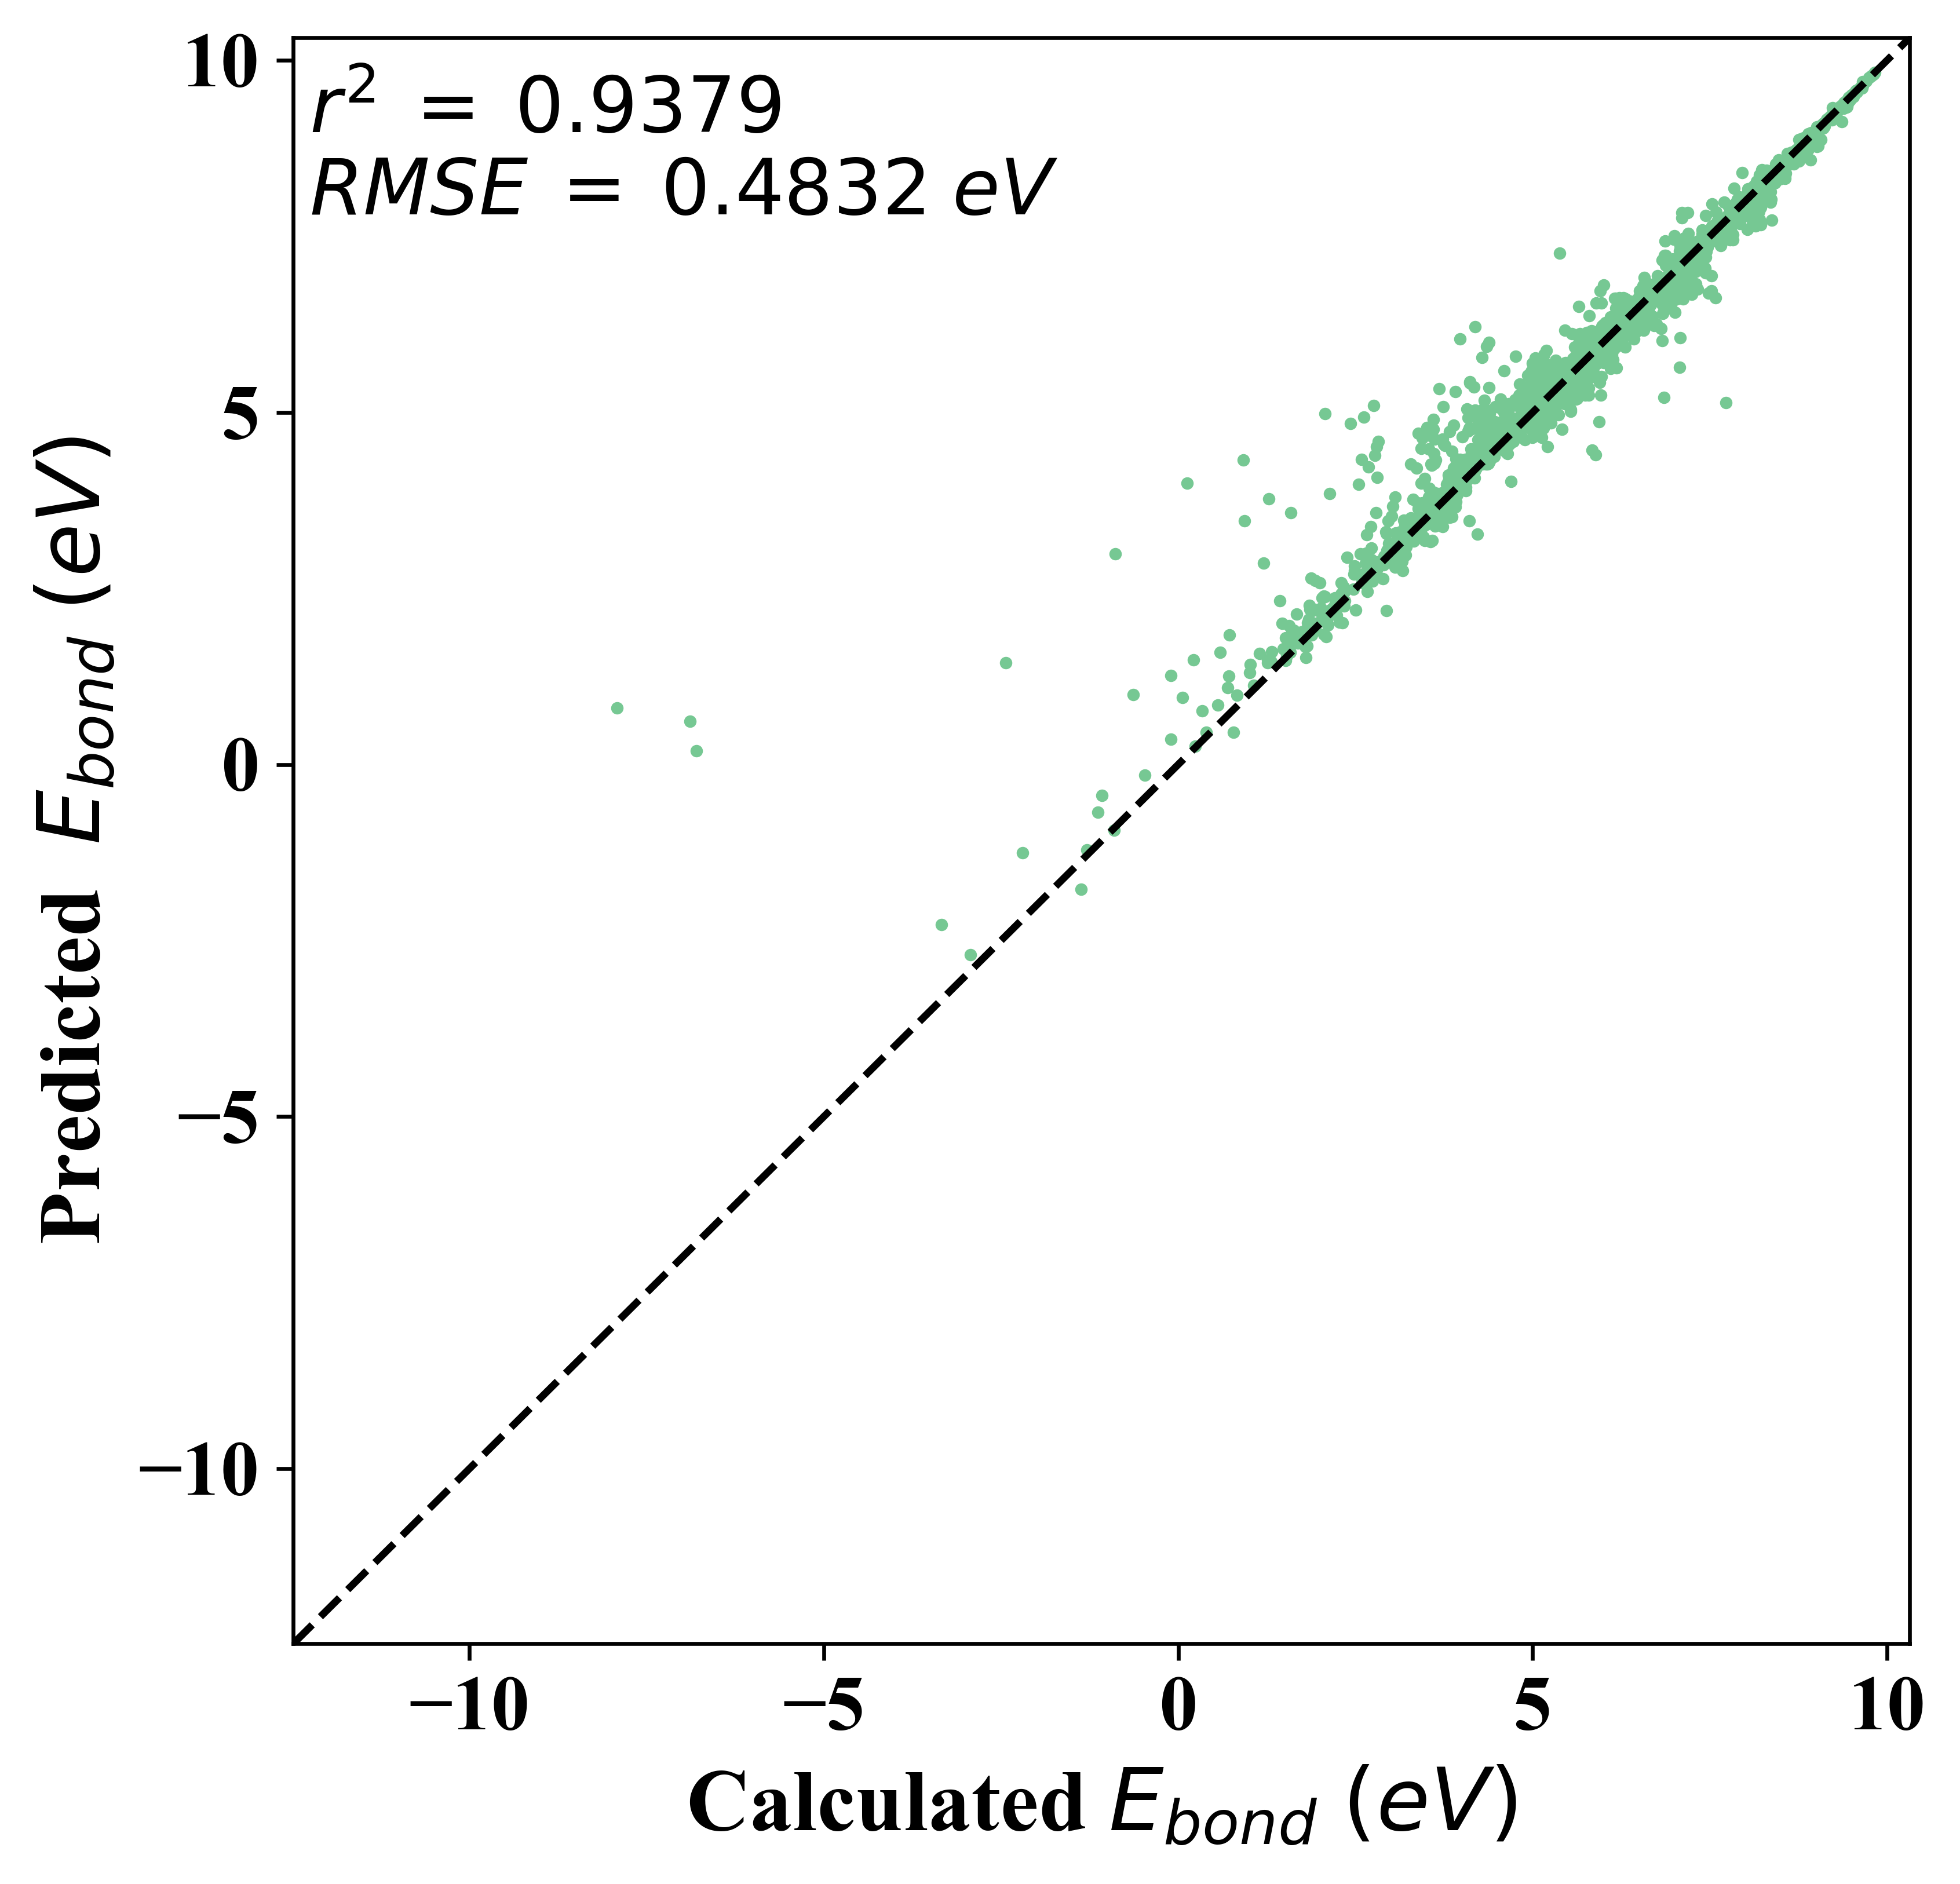 r² = 0.9379
RMSE = 0.4832 eV
Predicted E_bond (eV)
10
5
0
−5
−10
−10
−5
0
5
10
Calculated E_bond (eV)